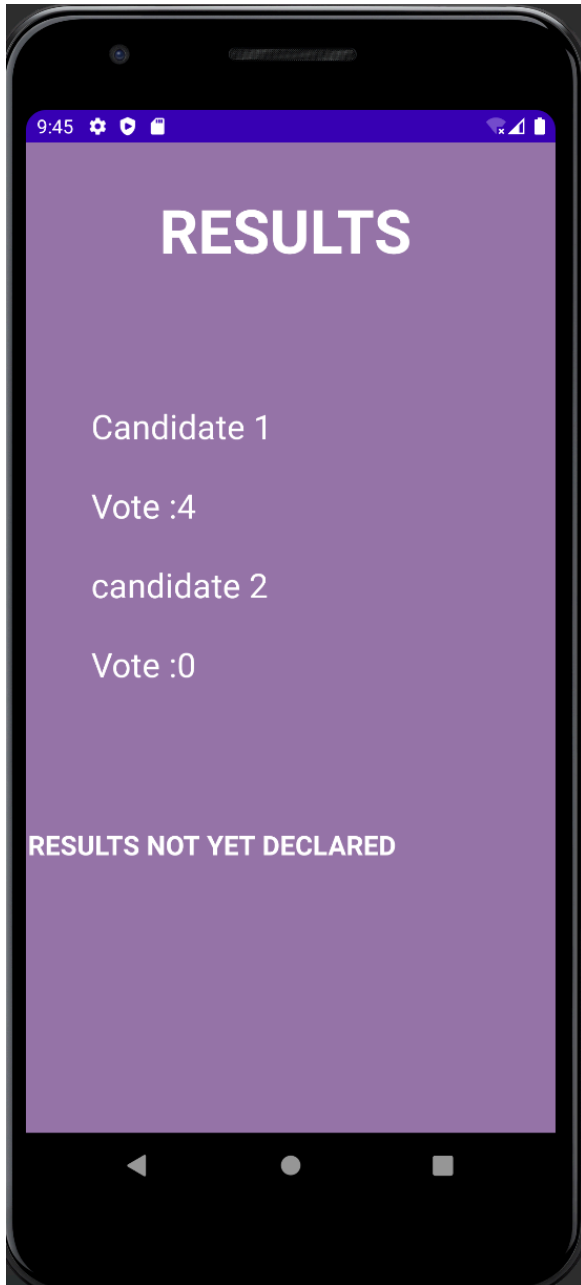 9:45
RESULTS
Candidate 1
Vote :4
candidate 2
Vote :0
RESULTS NOT YET DECLARED